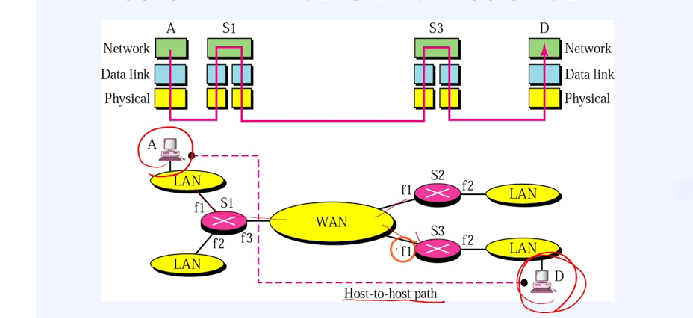 A S1 S3 D
Network Network
Data link Data link
Physical Physical
A
LAN
S2
f1 f2 LAN
f1 S1
WAN
S3
f2 f3
f1 f2 LAN
LAN
D
Host-to-host path